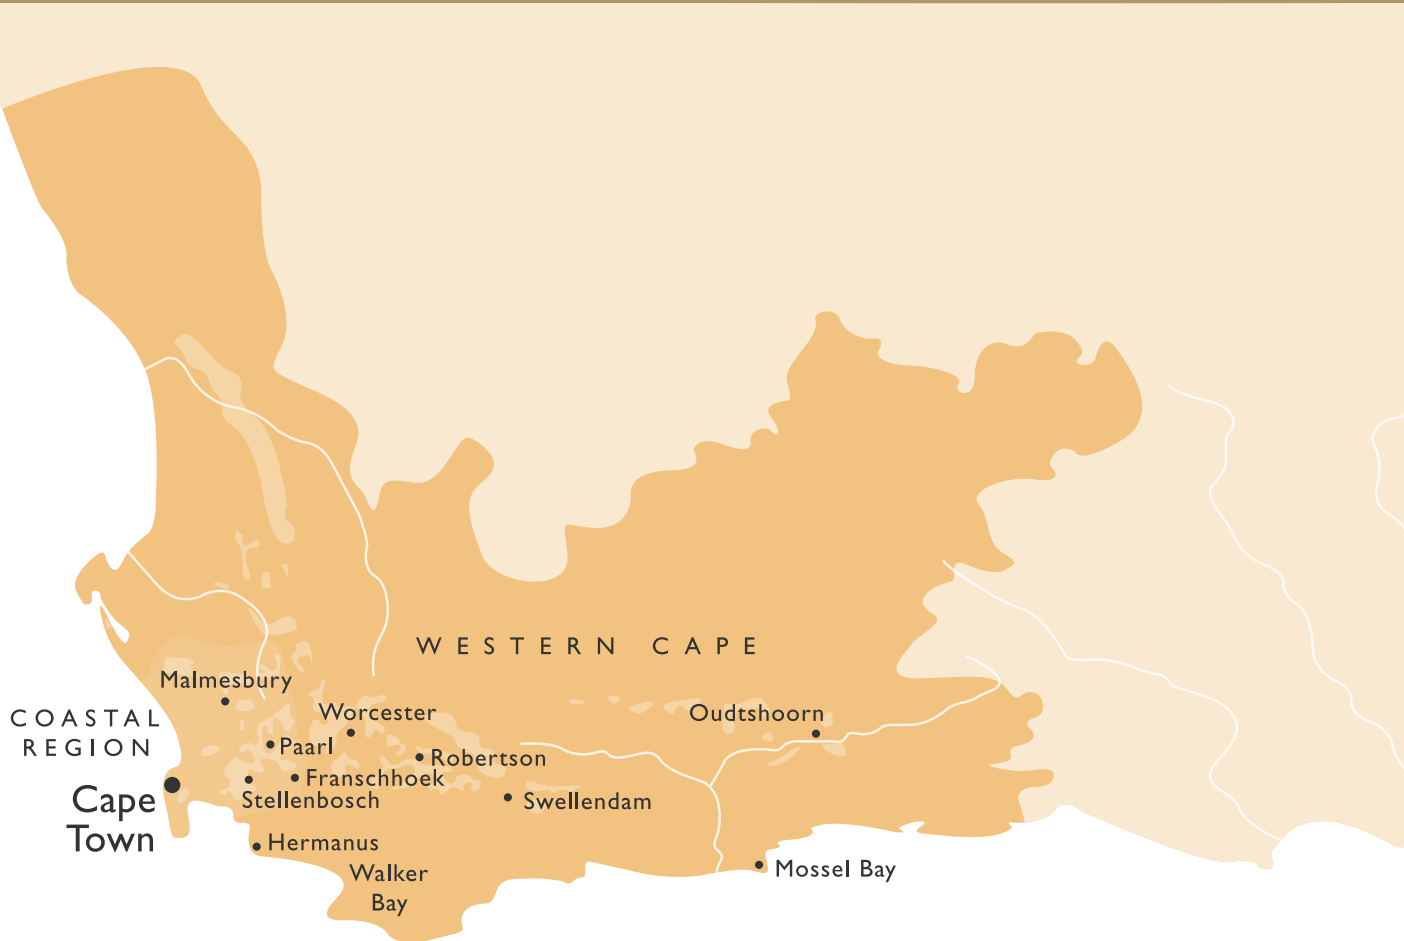 WESTERN CAPE
Malmesbury
COASTAL
REGION
Worcester
Oudtshoorn
Paarl
Robertson
Franschhoek
Cape
Town
Stellenbosch
Swellendam
Hermanus
Walker
Bay
Mossel Bay